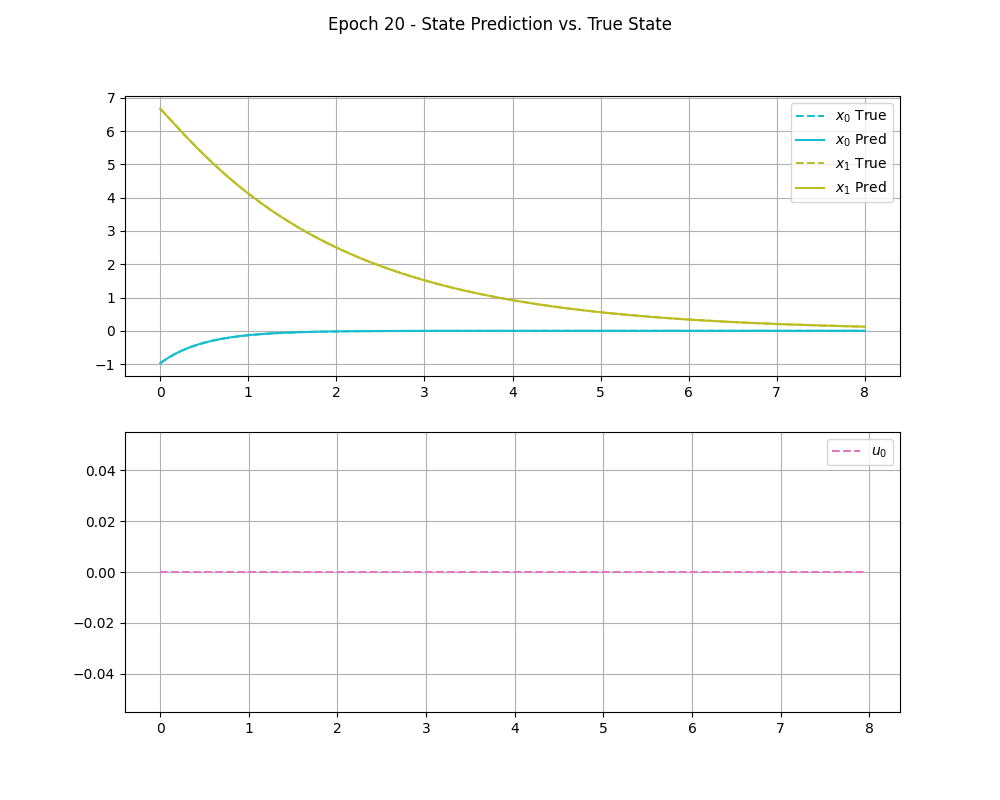 Epoch 20 - State Prediction vs. True State
7
6
5
4
3
2
1
0
−1
x₀ True
x₀ Pred
x₁ True
x₁ Pred
0 1 2 3 4 5 6 7 8
0.04
0.02
0.00
−0.02
−0.04
u₀
0 1 2 3 4 5 6 7 8